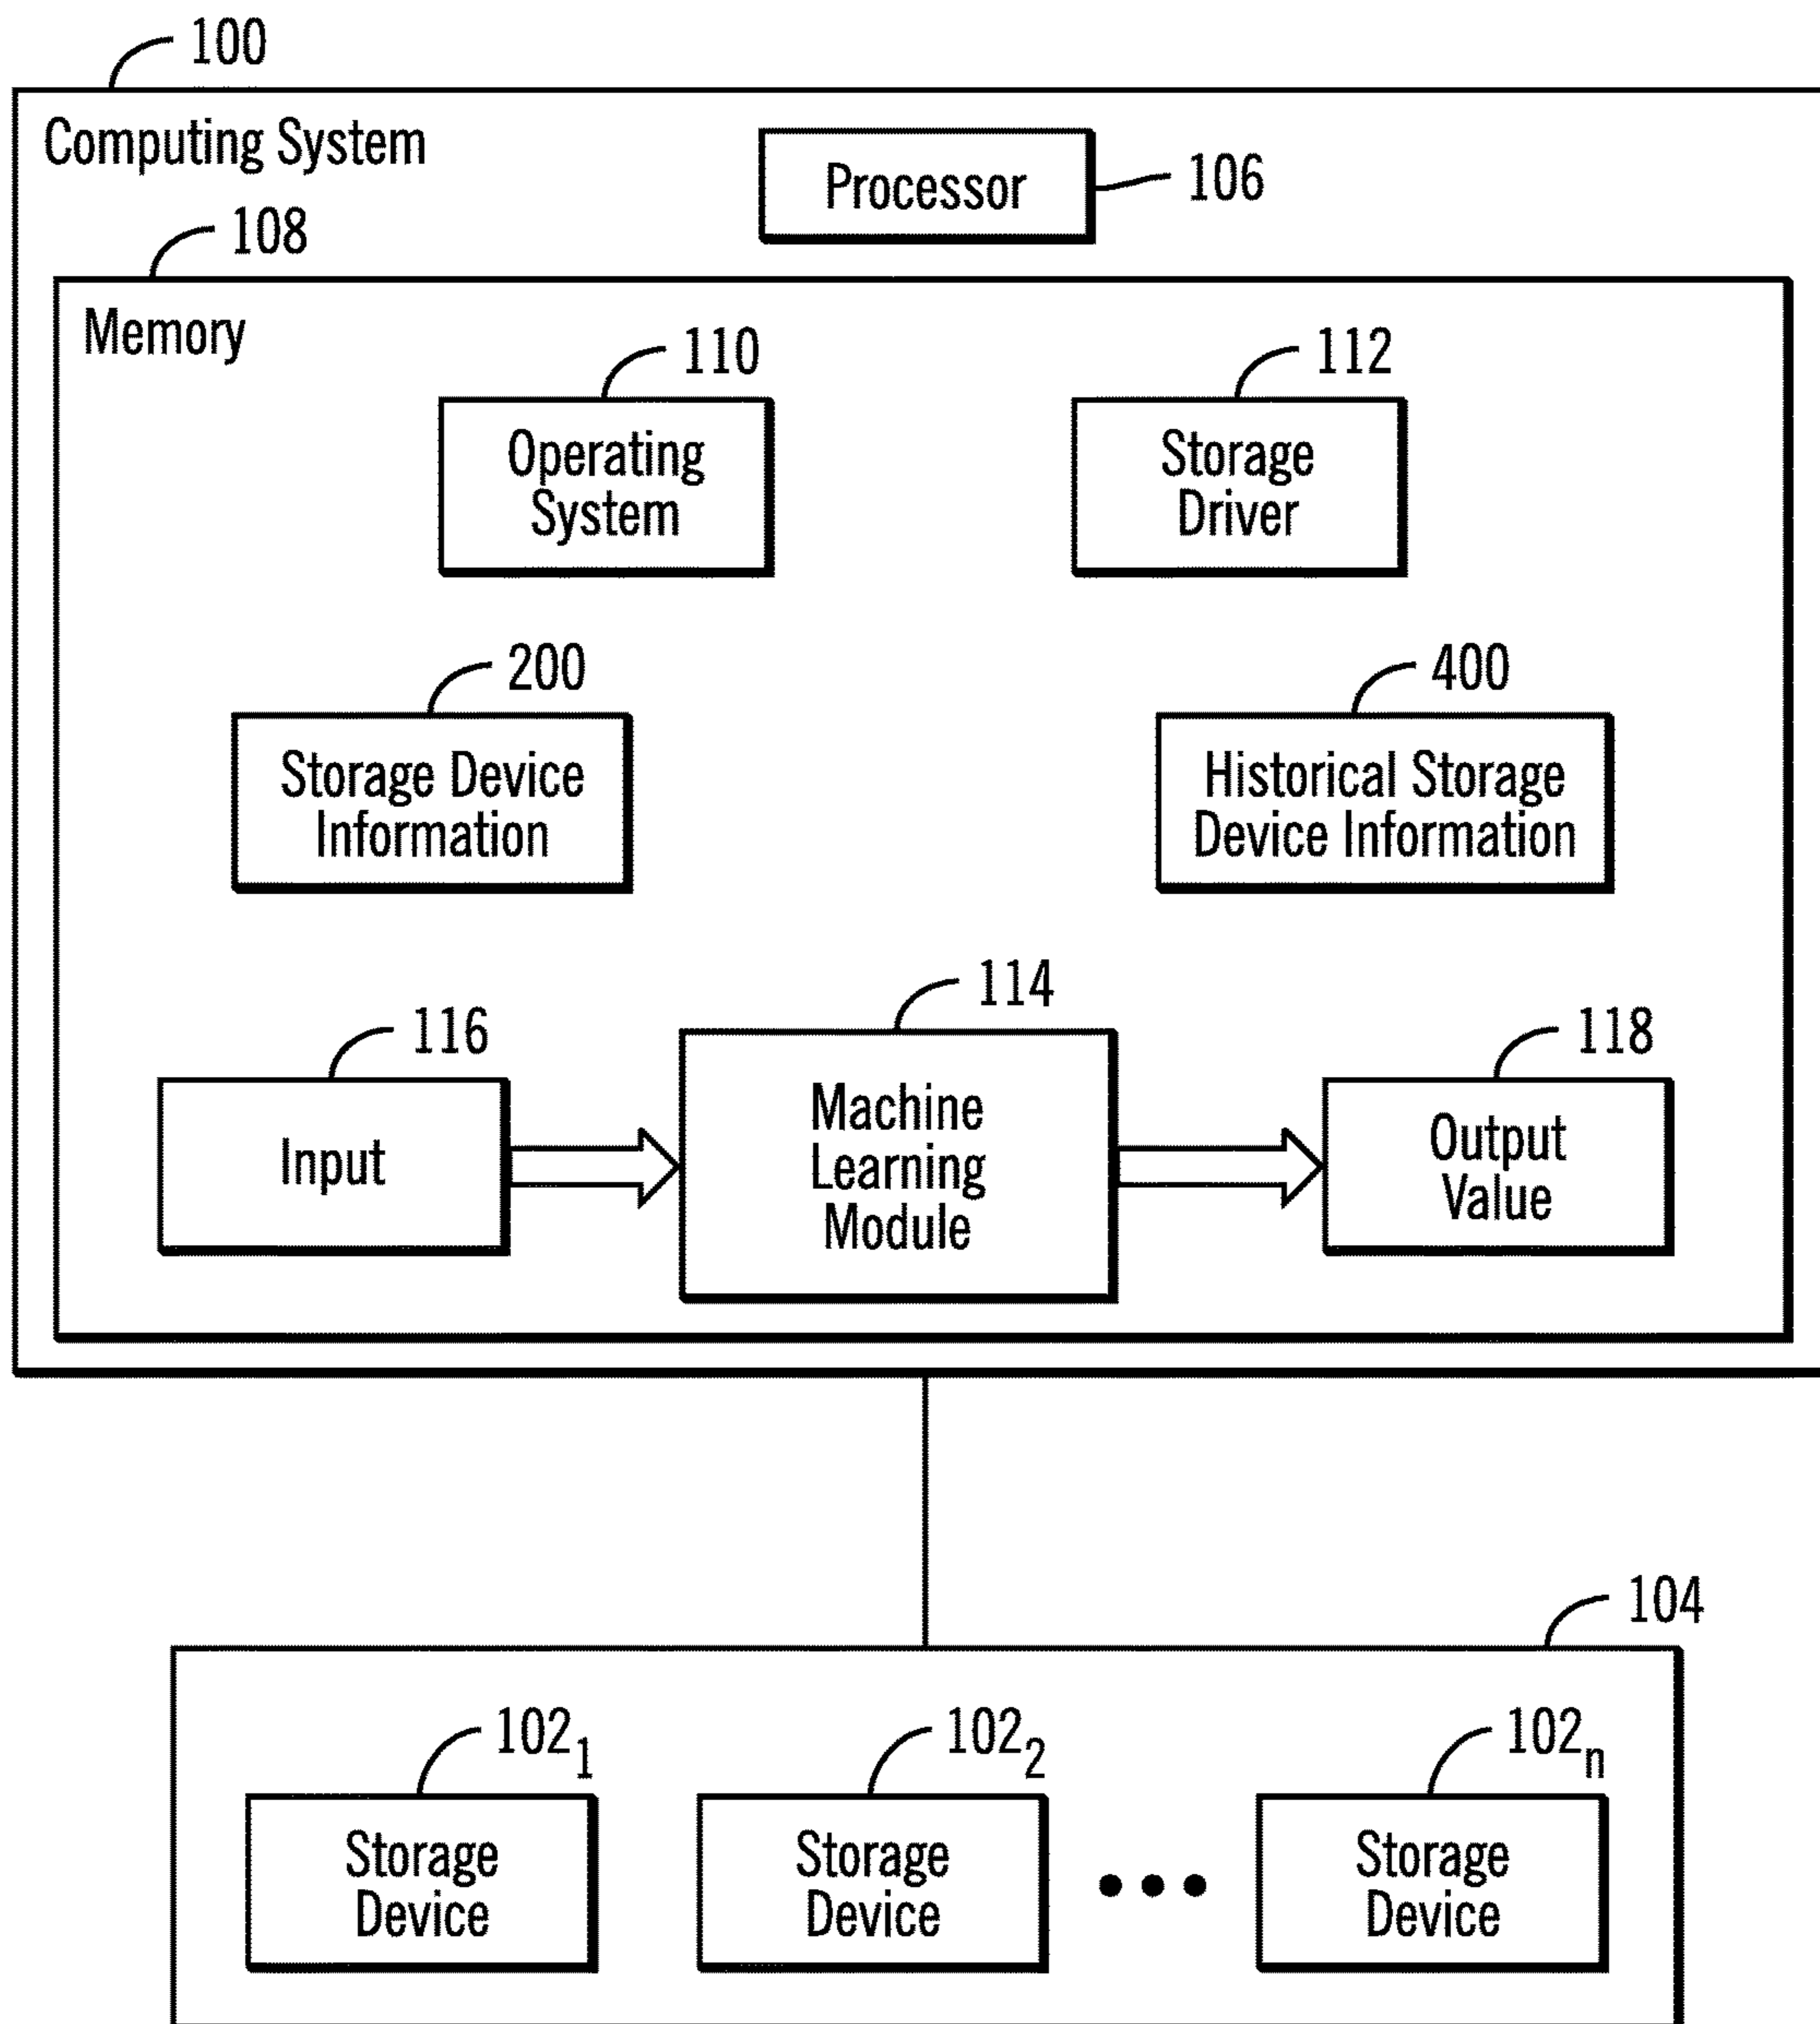 100
Computing System
Processor
106
108
Memory
110
112
Operating
System
Storage
Driver
200
400
Storage Device
Information
Historical Storage
Device Information
116
114
118
Input
Machine
Learning
Module
Output
Value
104
102₁
102₂
102ₙ
Storage
Device
Storage
Device
Storage
Device